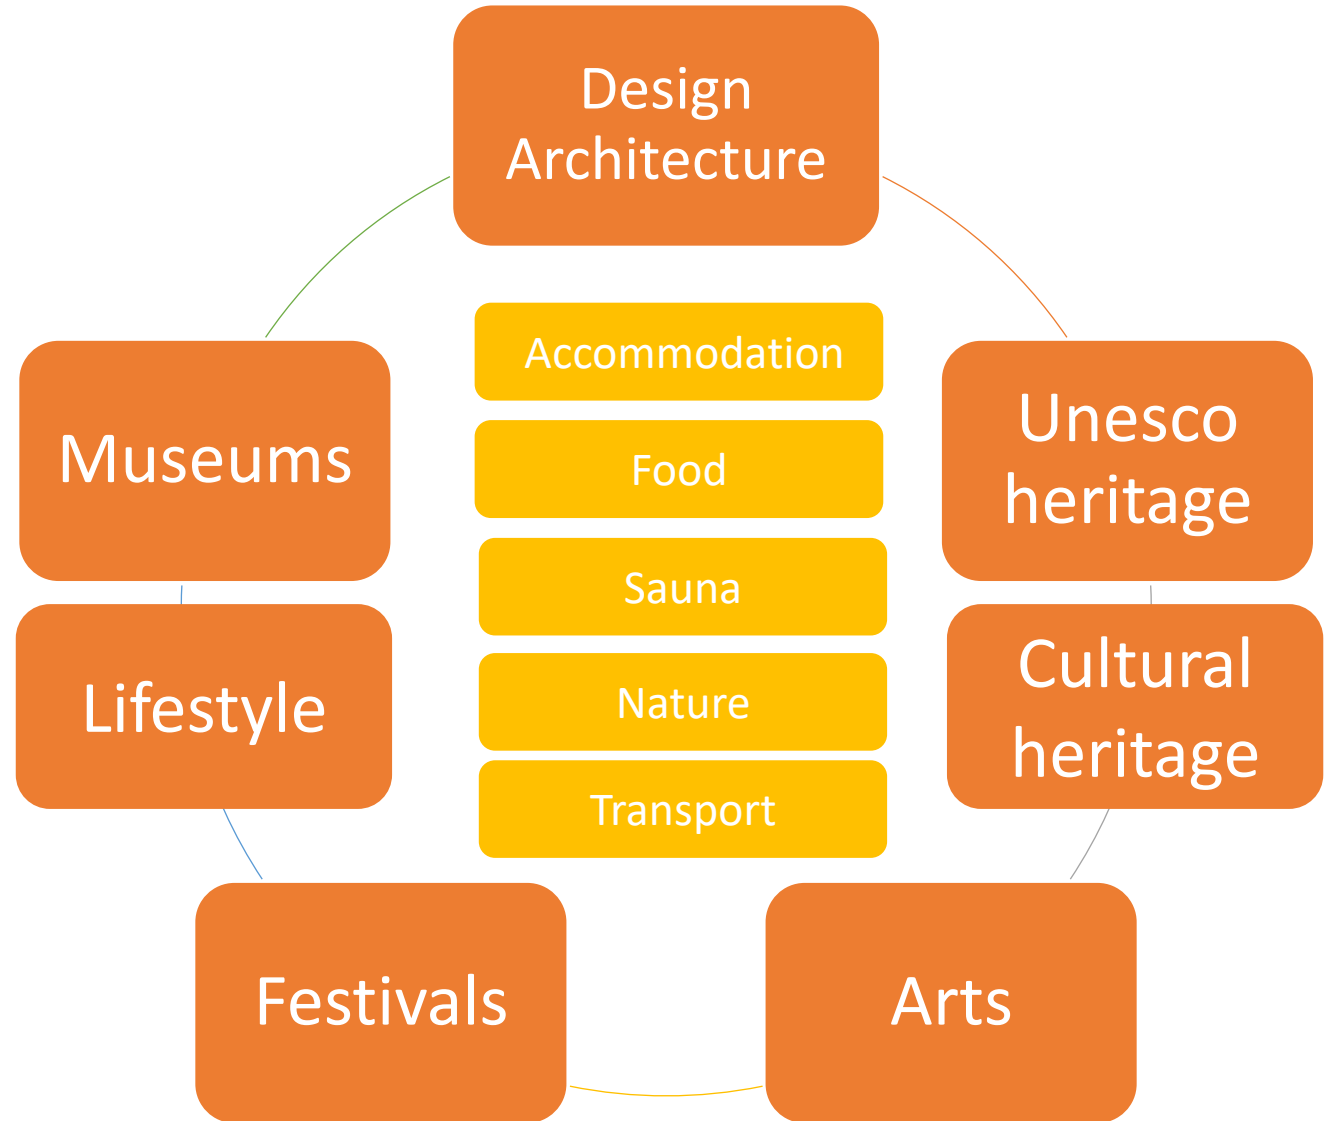 Design
Architecture
Accommodation
Food
Sauna
Nature
Transport
Museums
Unesco
heritage
Lifestyle
Cultural
heritage
Festivals
Arts